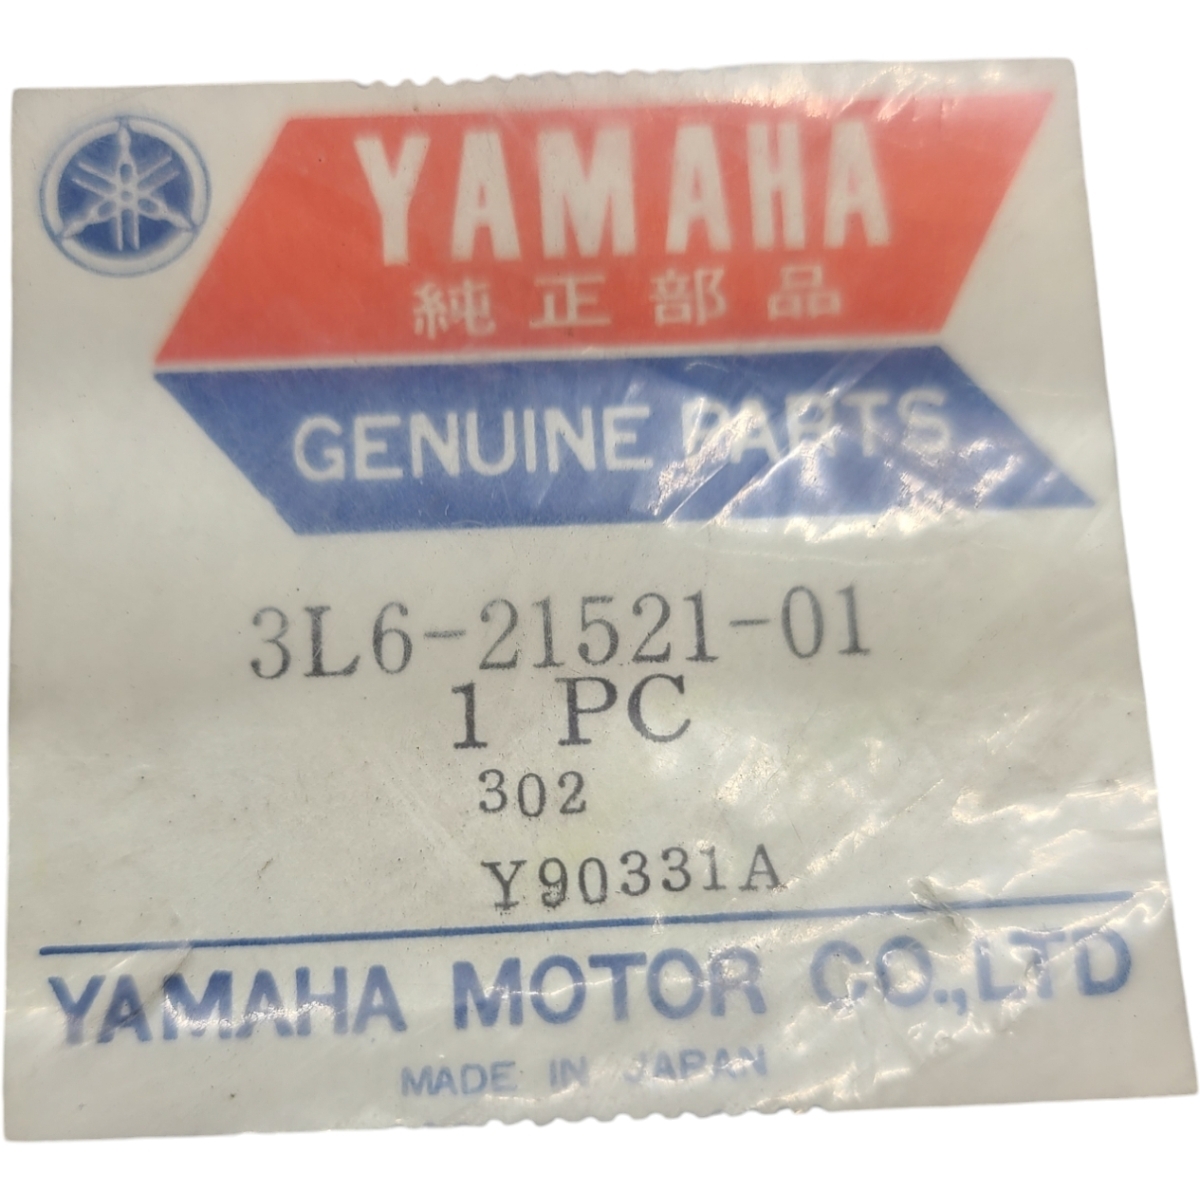 YAMAHA
純正部品
GENUINE PARTS
3L6-21521-01
1 PC
302
Y90331A
YAMAHA MOTOR CO.,LTD
MADE IN JAPAN